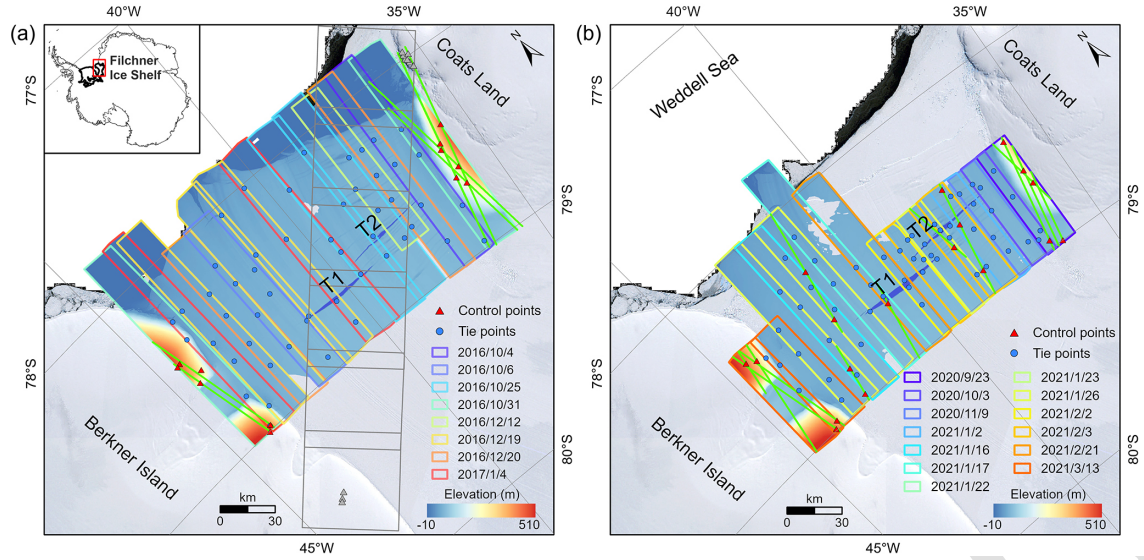 (a)
40°W
35°W
Filchner
Ice Shelf
N
Coats Land
77°S
79°S
T2
T1
Control points
Tie points
2016/10/4
2016/10/6
2016/10/25
2016/10/31
2016/12/12
2016/12/19
2016/12/20
2017/1/4
78°S
Berkner Island
km
0 30
Elevation (m)
-10 510
80°S
45°W
(b)
40°W
35°W
N
Weddell Sea
Coats Land
77°S
79°S
T2
T1
Control points
Tie points
2020/9/23
2020/10/3
2020/11/9
2021/1/2
2021/1/16
2021/1/17
2021/1/22
2021/1/23
2021/1/26
2021/2/2
2021/2/3
2021/2/21
2021/3/13
78°S
Berkner Island
km
0 30
Elevation (m)
-10 510
80°S
45°W